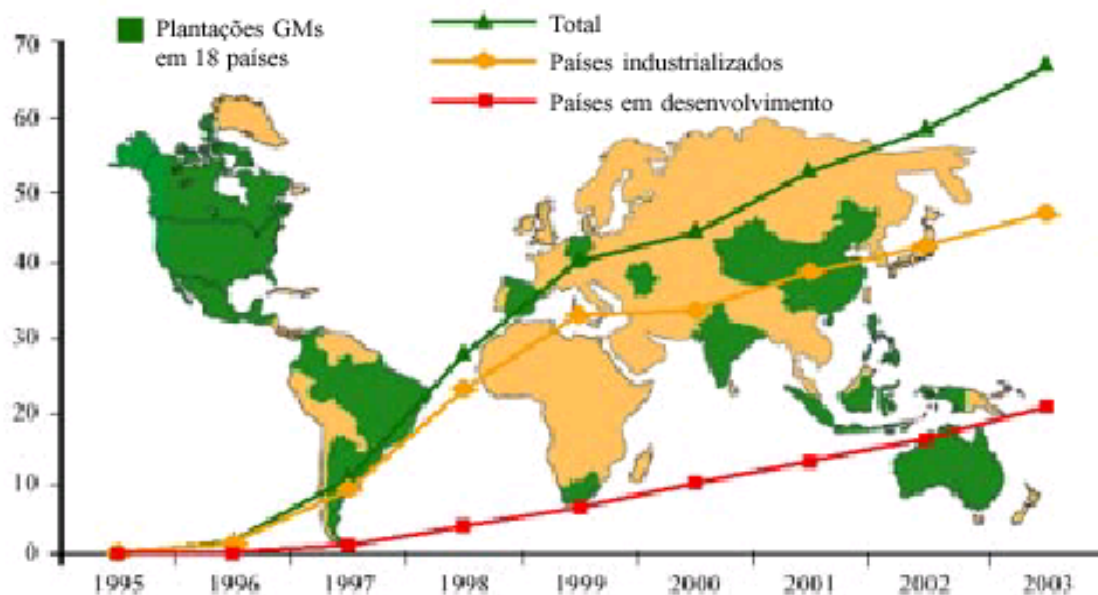 Plantações GMs
em 18 países
Total
Países industrializados
Países em desenvolvimento
70
60
50
40
30
20
10
0
1995 1996 1997 1998 1999 2000 2001 2002 2003